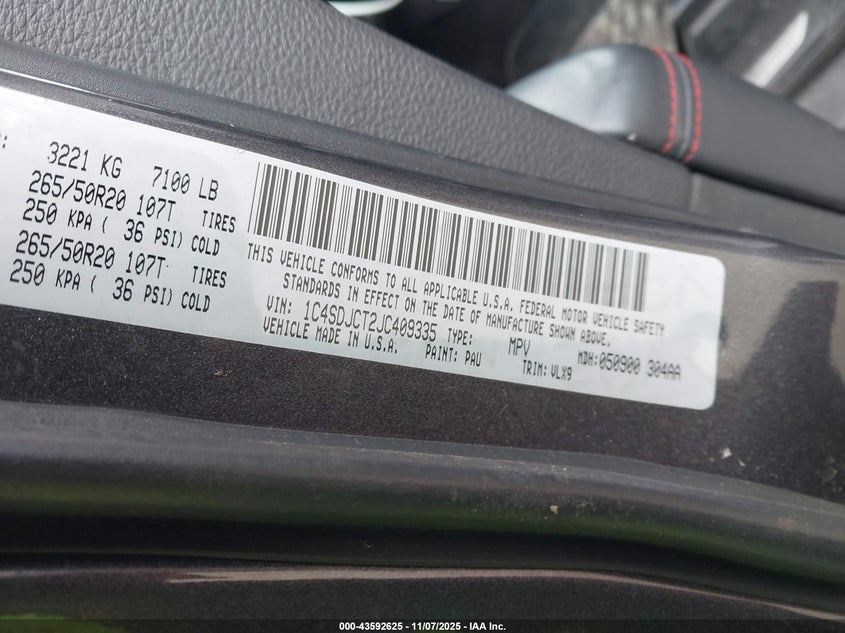 3221 KG 7100 LB
265/50R20 107T TIRES
250 KPA ( 36 PSI) COLD
265/50R20 107T TIRES
250 KPA ( 36 PSI) COLD
THIS VEHICLE CONFORMS TO ALL APPLICABLE U.S.A. FEDERAL MOTOR VEHICLE SAFETY
STANDARDS IN EFFECT ON THE DATE OF MANUFACTURE SHOWN ABOVE.
VIN: 1C4SDJCT2JC409335 TYPE: MPV MDH:050900 304AA
VEHICLE MADE IN U.S.A. PAINT: PAU TRIM: VLX9
000-43592625 - 11/07/2025 - IAA Inc.